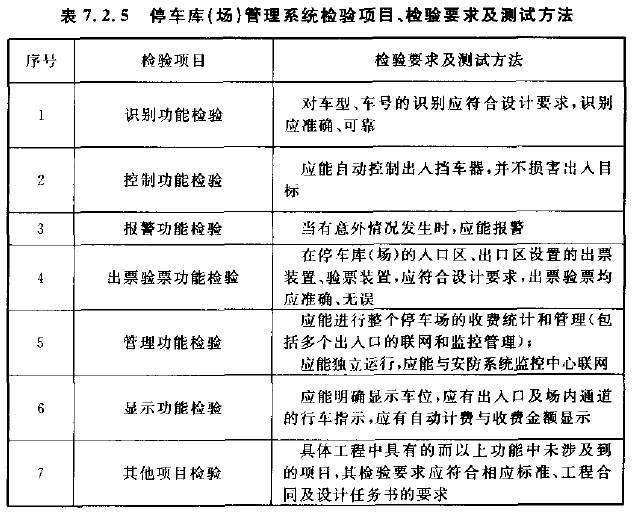 表7.2.5 停车库(场)管理系统检验项目、检验要求及测试方法
序号 检验项目 检验要求及测试方法
1 识别功能检验 对车型、车号的识别应符合设计要求,识别
应准确、可靠
2 控制功能检验 应能自动控制出入挡车器,并不损害出入目
标
3 报警功能检验 当有意外情况发生时,应能报警
4 出票验票功能检验 在停车库(场)的入口区、出口区设置的出票
装置、验票装置,应符合设计要求,出票验票均
应准确、无误
5 管理功能检验 应能进行整个停车场的收费统计和管理(包
括多个出入口的联网和监控管理);
应能独立运行,应能与安防系统监控中心联网
6 显示功能检验 应能明确显示车位,应有出入口及场内通道
的行车指示,应有自动计费与收费金额显示
7 其他项目检验 具体工程中具有的而以上功能中未涉及到
的项目,其检验要求应符合相应标准、工程合
同及设计任务书的要求